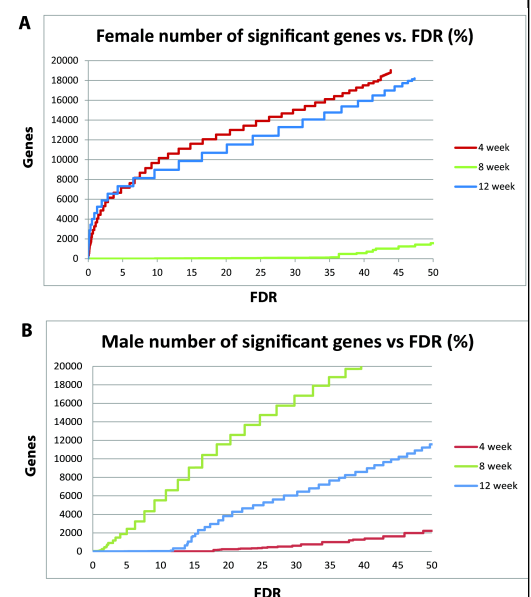 A
Female number of significant genes vs. FDR (%)
20000
18000
16000
14000
12000
10000
8000
6000
4000
2000
0
Genes
0 5 10 15 20 25 30 35 40 45 50
FDR
4 week
8 week
12 week
B
Male number of significant genes vs FDR (%)
20000
18000
16000
14000
12000
10000
8000
6000
4000
2000
0
Genes
0 5 10 15 20 25 30 35 40 45 50
FDR
4 week
8 week
12 week